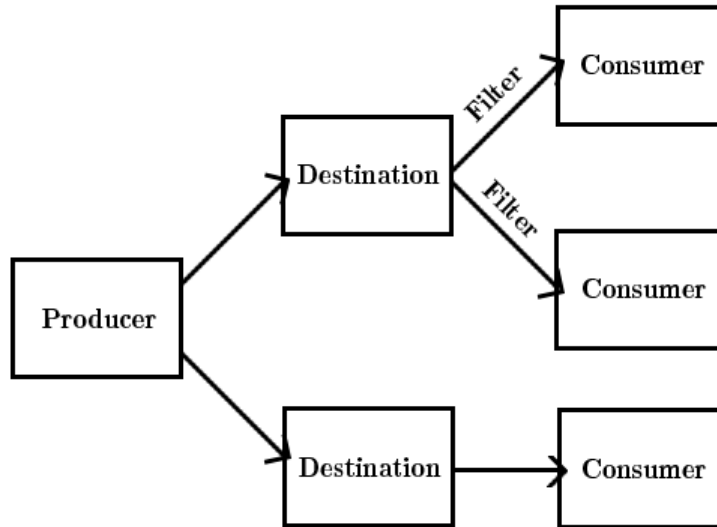 Consumer
Filter
Destination
Filter
Consumer
Producer
Destination
Consumer